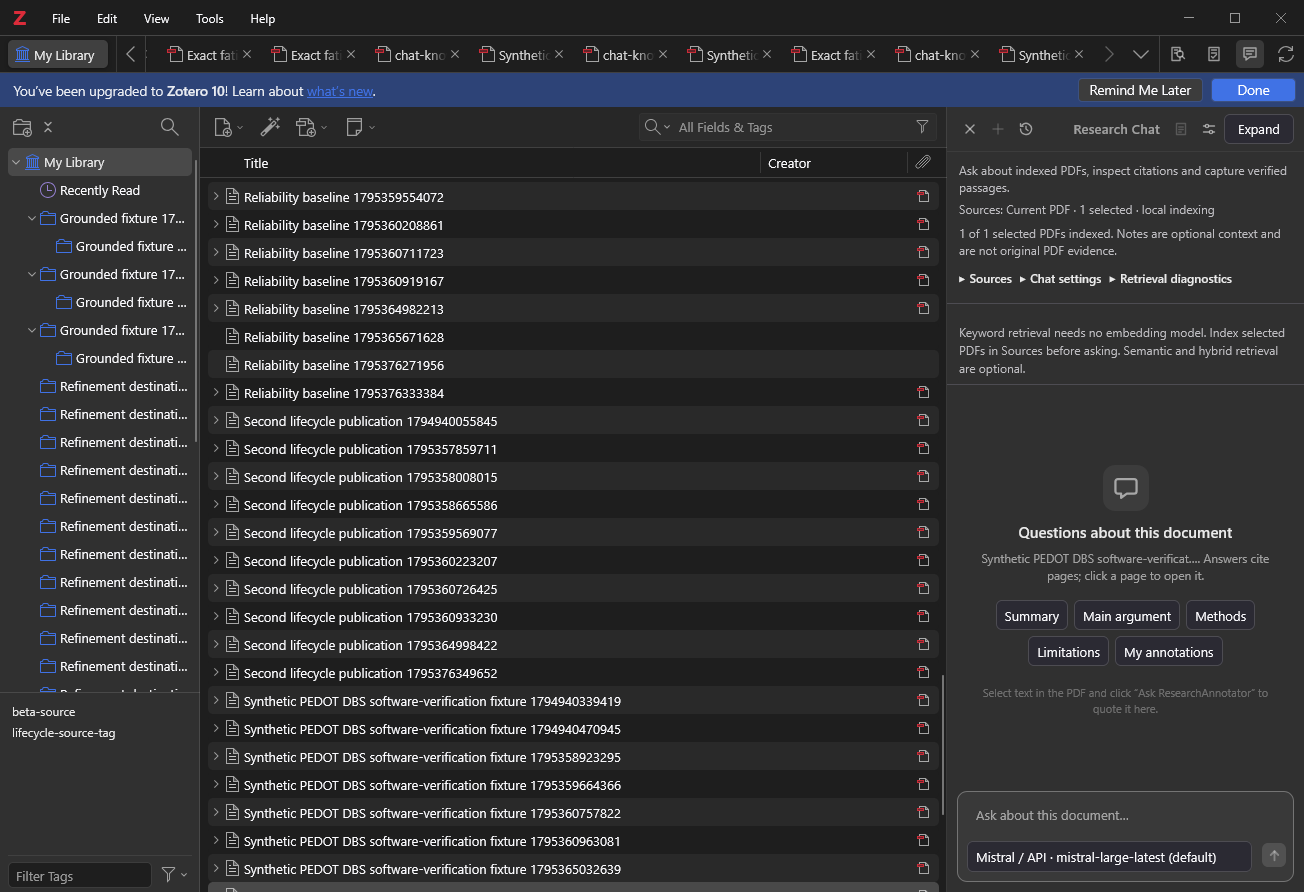 Z File Edit View Tools Help
My Library Exact fati Exact fati chat-kno Synthetic chat-kno Synthetic Exact fati chat-kno Synthetic
You've been upgraded to Zotero 10! Learn about what's new. Remind Me Later Done
All Fields & Tags
Title Creator
My Library
Recently Read
Grounded fixture 17...
Grounded fixture ...
Grounded fixture 17...
Grounded fixture ...
Grounded fixture 17...
Grounded fixture ...
Refinement destinati...
Refinement destinati...
Refinement destinati...
Refinement destinati...
Refinement destinati...
Refinement destinati...
Refinement destinati...
Refinement destinati...
Refinement destinati...
Refinement destinati...
Refinement destinati...
beta-source
lifecycle-source-tag
Filter Tags
Reliability baseline 1795359554072
Reliability baseline 1795360208861
Reliability baseline 1795360711723
Reliability baseline 1795360919167
Reliability baseline 1795364982213
Reliability baseline 1795365671628
Reliability baseline 1795376271956
Reliability baseline 1795376333384
Second lifecycle publication 1794940055845
Second lifecycle publication 1795357859711
Second lifecycle publication 1795358008015
Second lifecycle publication 1795358665586
Second lifecycle publication 1795359569077
Second lifecycle publication 1795360223207
Second lifecycle publication 1795360726425
Second lifecycle publication 1795360933230
Second lifecycle publication 1795364998422
Second lifecycle publication 1795376349652
Synthetic PEDOT DBS software-verification fixture 1794940339419
Synthetic PEDOT DBS software-verification fixture 1794940470945
Synthetic PEDOT DBS software-verification fixture 1795358923295
Synthetic PEDOT DBS software-verification fixture 1795359664366
Synthetic PEDOT DBS software-verification fixture 1795360757822
Synthetic PEDOT DBS software-verification fixture 1795360963081
Synthetic PEDOT DBS software-verification fixture 1795365032639
Research Chat Expand
Ask about indexed PDFs, inspect citations and capture verified
passages.
Sources: Current PDF · 1 selected · local indexing
1 of 1 selected PDFs indexed. Notes are optional context and
are not original PDF evidence.
Sources Chat settings Retrieval diagnostics
Keyword retrieval needs no embedding model. Index selected
PDFs in Sources before asking. Semantic and hybrid retrieval
are optional.
Questions about this document
Synthetic PEDOT DBS software-verificat.... Answers cite
pages; click a page to open it.
Summary Main argument Methods
Limitations My annotations
Select text in the PDF and click “Ask ResearchAnnotator” to
quote it here.
Ask about this document...
Mistral / API · mistral-large-latest (default)